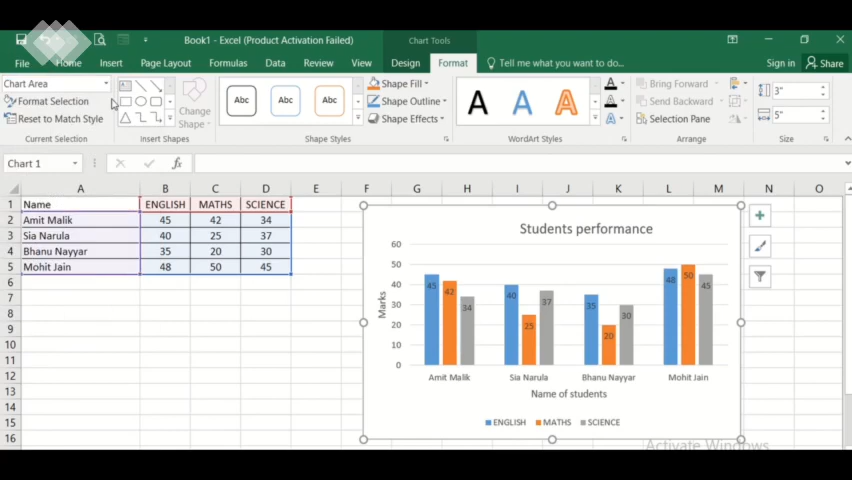 Book1 - Excel (Product Activation Failed)
Chart Tools
File Home Insert Page Layout Formulas Data Review View Design Format Tell me what you want to do... Sign in Share
Chart Area
Format Selection
Reset to Match Style
Current Selection
Change
Shape
Insert Shapes
Abc Abc Abc
Shape Fill
Shape Outline
Shape Effects
Shape Styles
A A A
A
A
A
WordArt Styles
Bring Forward
Send Backward
Selection Pane
Arrange
3"
5"
Size
Chart 1
fx
A B C D E F G H I J K L M N O
1 Name ENGLISH MATHS SCIENCE
2 Amit Malik 45 42 34
3 Sia Narula 40 25 37
4 Bhanu Nayyar 35 20 30
5 Mohit Jain 48 50 45
6
7
8
9
10
11
12
13
14
15
16
Students performance
Marks
60
50
40
30
20
10
0
45 42 34
40 25 37
35 20 30
48 50 45
Amit Malik Sia Narula Bhanu Nayyar Mohit Jain
Name of students
ENGLISH MATHS SCIENCE
Activate Windows